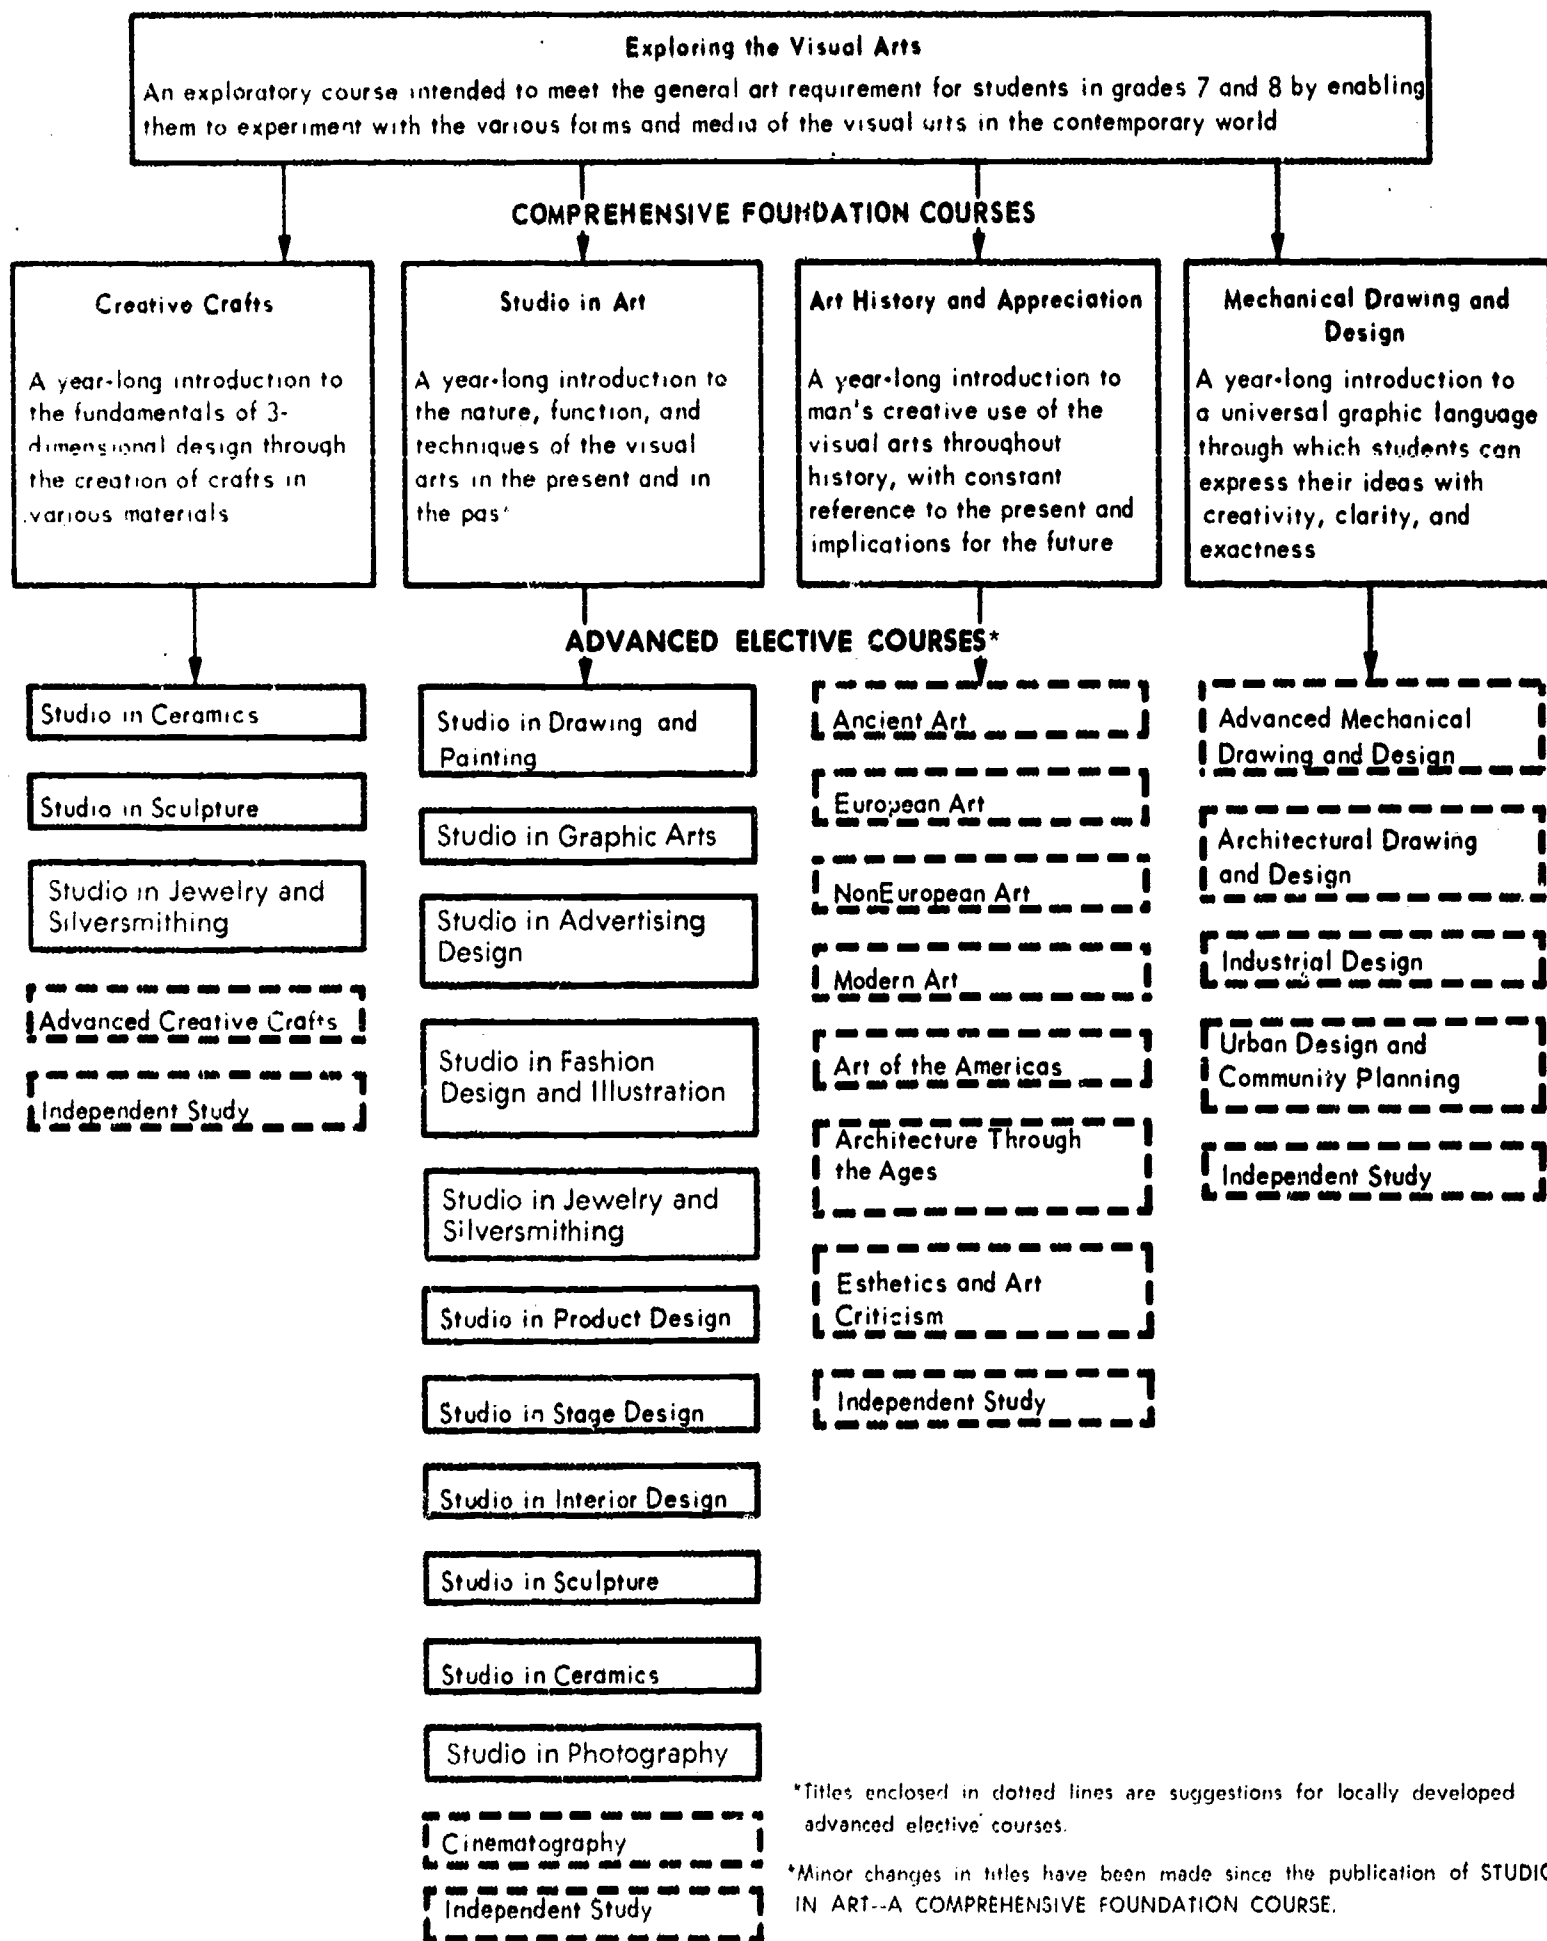 Exploring the Visual Arts
An exploratory course intended to meet the general art requirement for students in grades 7 and 8 by enabling
them to experiment with the various forms and media of the visual arts in the contemporary world
COMPREHENSIVE FOUNDATION COURSES
Creative Crafts
A year-long introduction to
the fundamentals of 3-
dimensional design through
the creation of crafts in
various materials
Studio in Art
A year-long introduction to
the nature, function, and
techniques of the visual
arts in the present and in
the pas'
Art History and Appreciation
A year-long introduction to
man's creative use of the
visual arts throughout
history, with constant
reference to the present and
implications for the future
Mechanical Drawing and
Design
A year-long introduction to
a universal graphic language
through which students can
express their ideas with
creativity, clarity, and
exactness
ADVANCED ELECTIVE COURSES*
Studio in Ceramics
Studio in Sculpture
Studio in Jewelry and
Silversmithing
Advanced Creative Crafts
Independent Study
Studio in Drawing and
Painting
Studio in Graphic Arts
Studio in Advertising
Design
Studio in Fashion
Design and Illustration
Studio in Jewelry and
Silversmithing
Studio in Product Design
Studio in Stage Design
Studio in Interior Design
Studio in Sculpture
Studio in Ceramics
Studio in Photography
Cinematography
Independent Study
Ancient Art
European Art
NonEuropean Art
Modern Art
Art of the Americas
Architecture Through
the Ages
Esthetics and Art
Criticism
Independent Study
Advanced Mechanical
Drawing and Design
Architectural Drawing
and Design
Industrial Design
Urban Design and
Community Planning
Independent Study
*Titles enclosed in dotted lines are suggestions for locally developed
advanced elective courses.
*Minor changes in titles have been made since the publication of STUDIO
IN ART--A COMPREHENSIVE FOUNDATION COURSE.